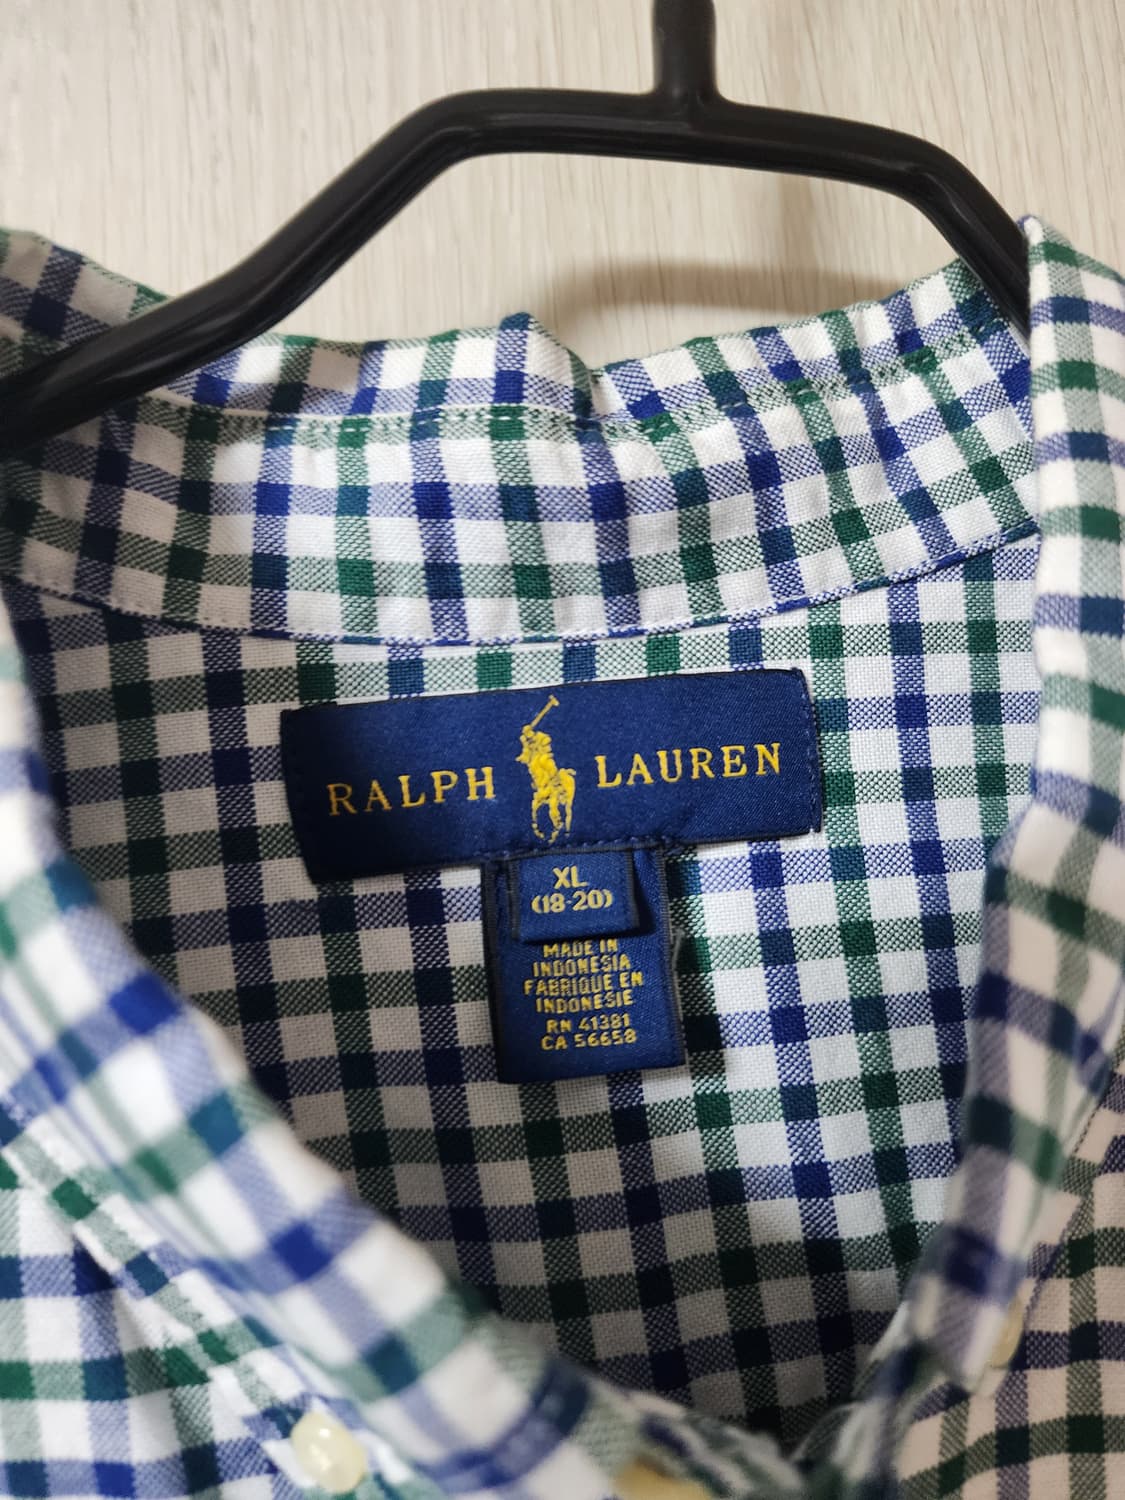 RALPH LAUREN
XL
(18-20)
MADE IN
INDONESIA
FABRIQUE EN
INDONESIE
RN 41381
CA 56658